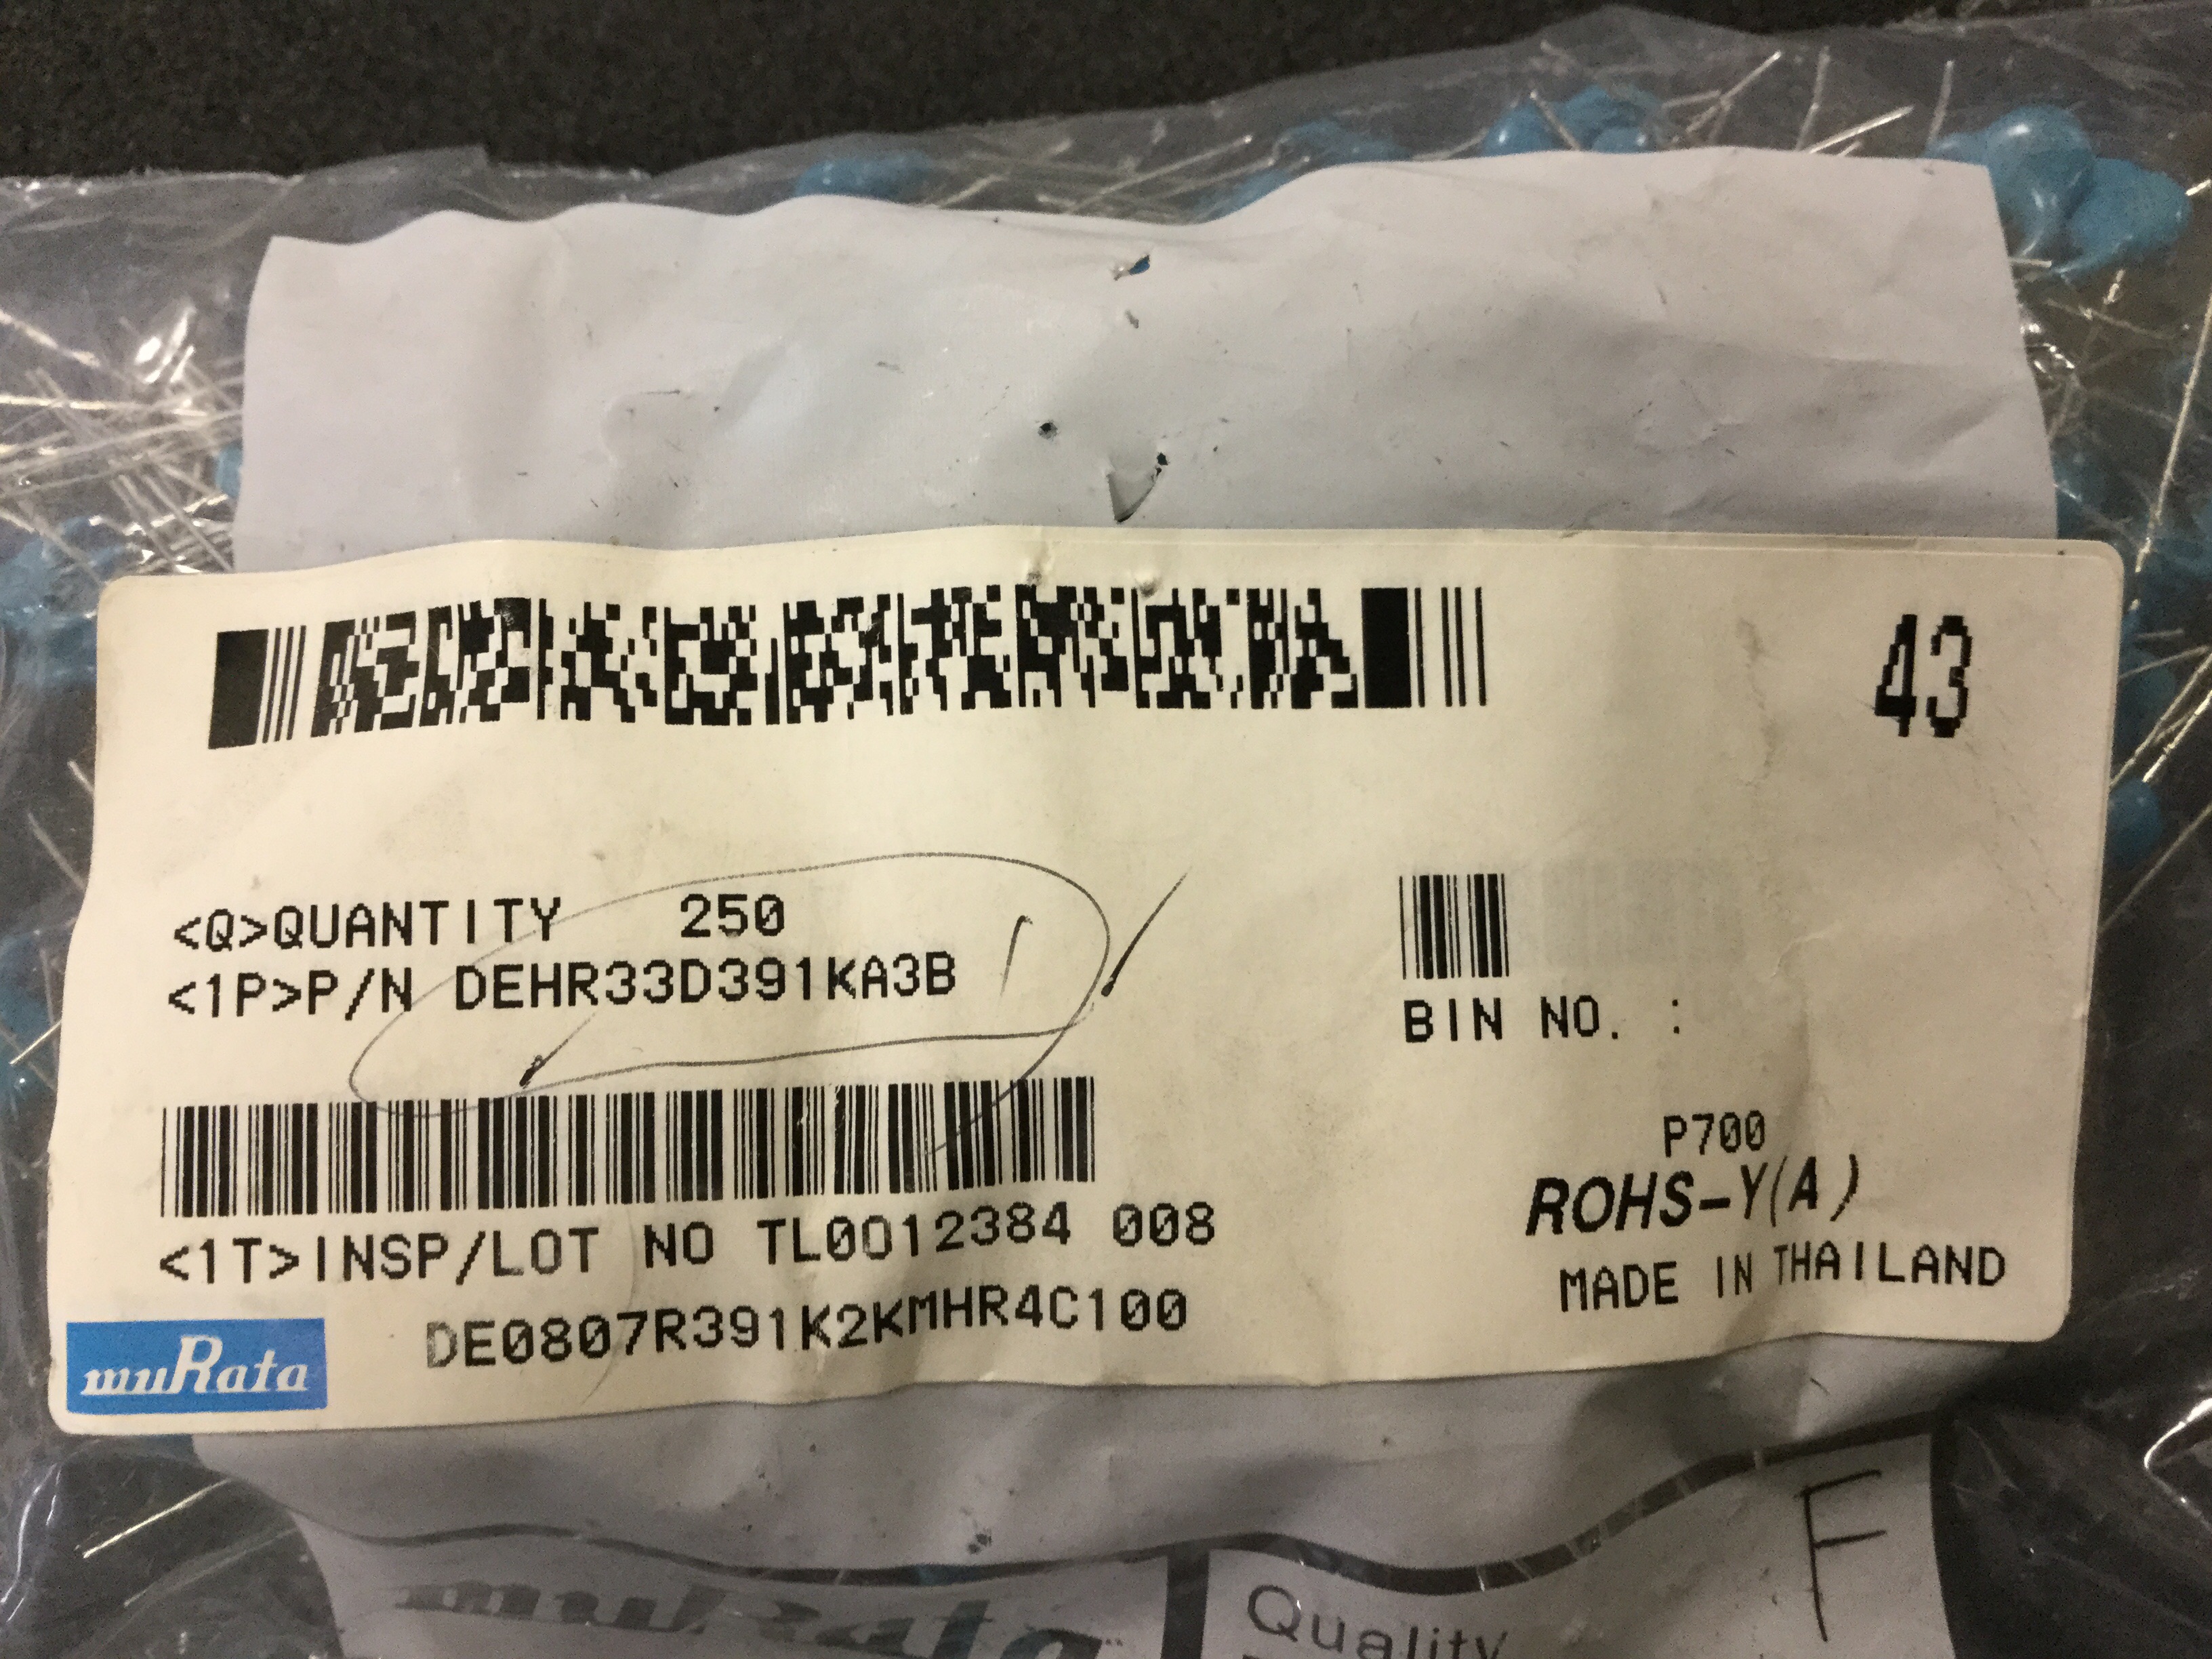 43
<Q>QUANTITY 250
<1P>P/N DEHR33D391KA3B
BIN NO. :
P700
ROHS-Y(A)
<1T>INSP/LOT NO TL0012384 008
MADE IN THAILAND
DE0807R391K2KMHR4C100
muRata
F
muRata
Quality